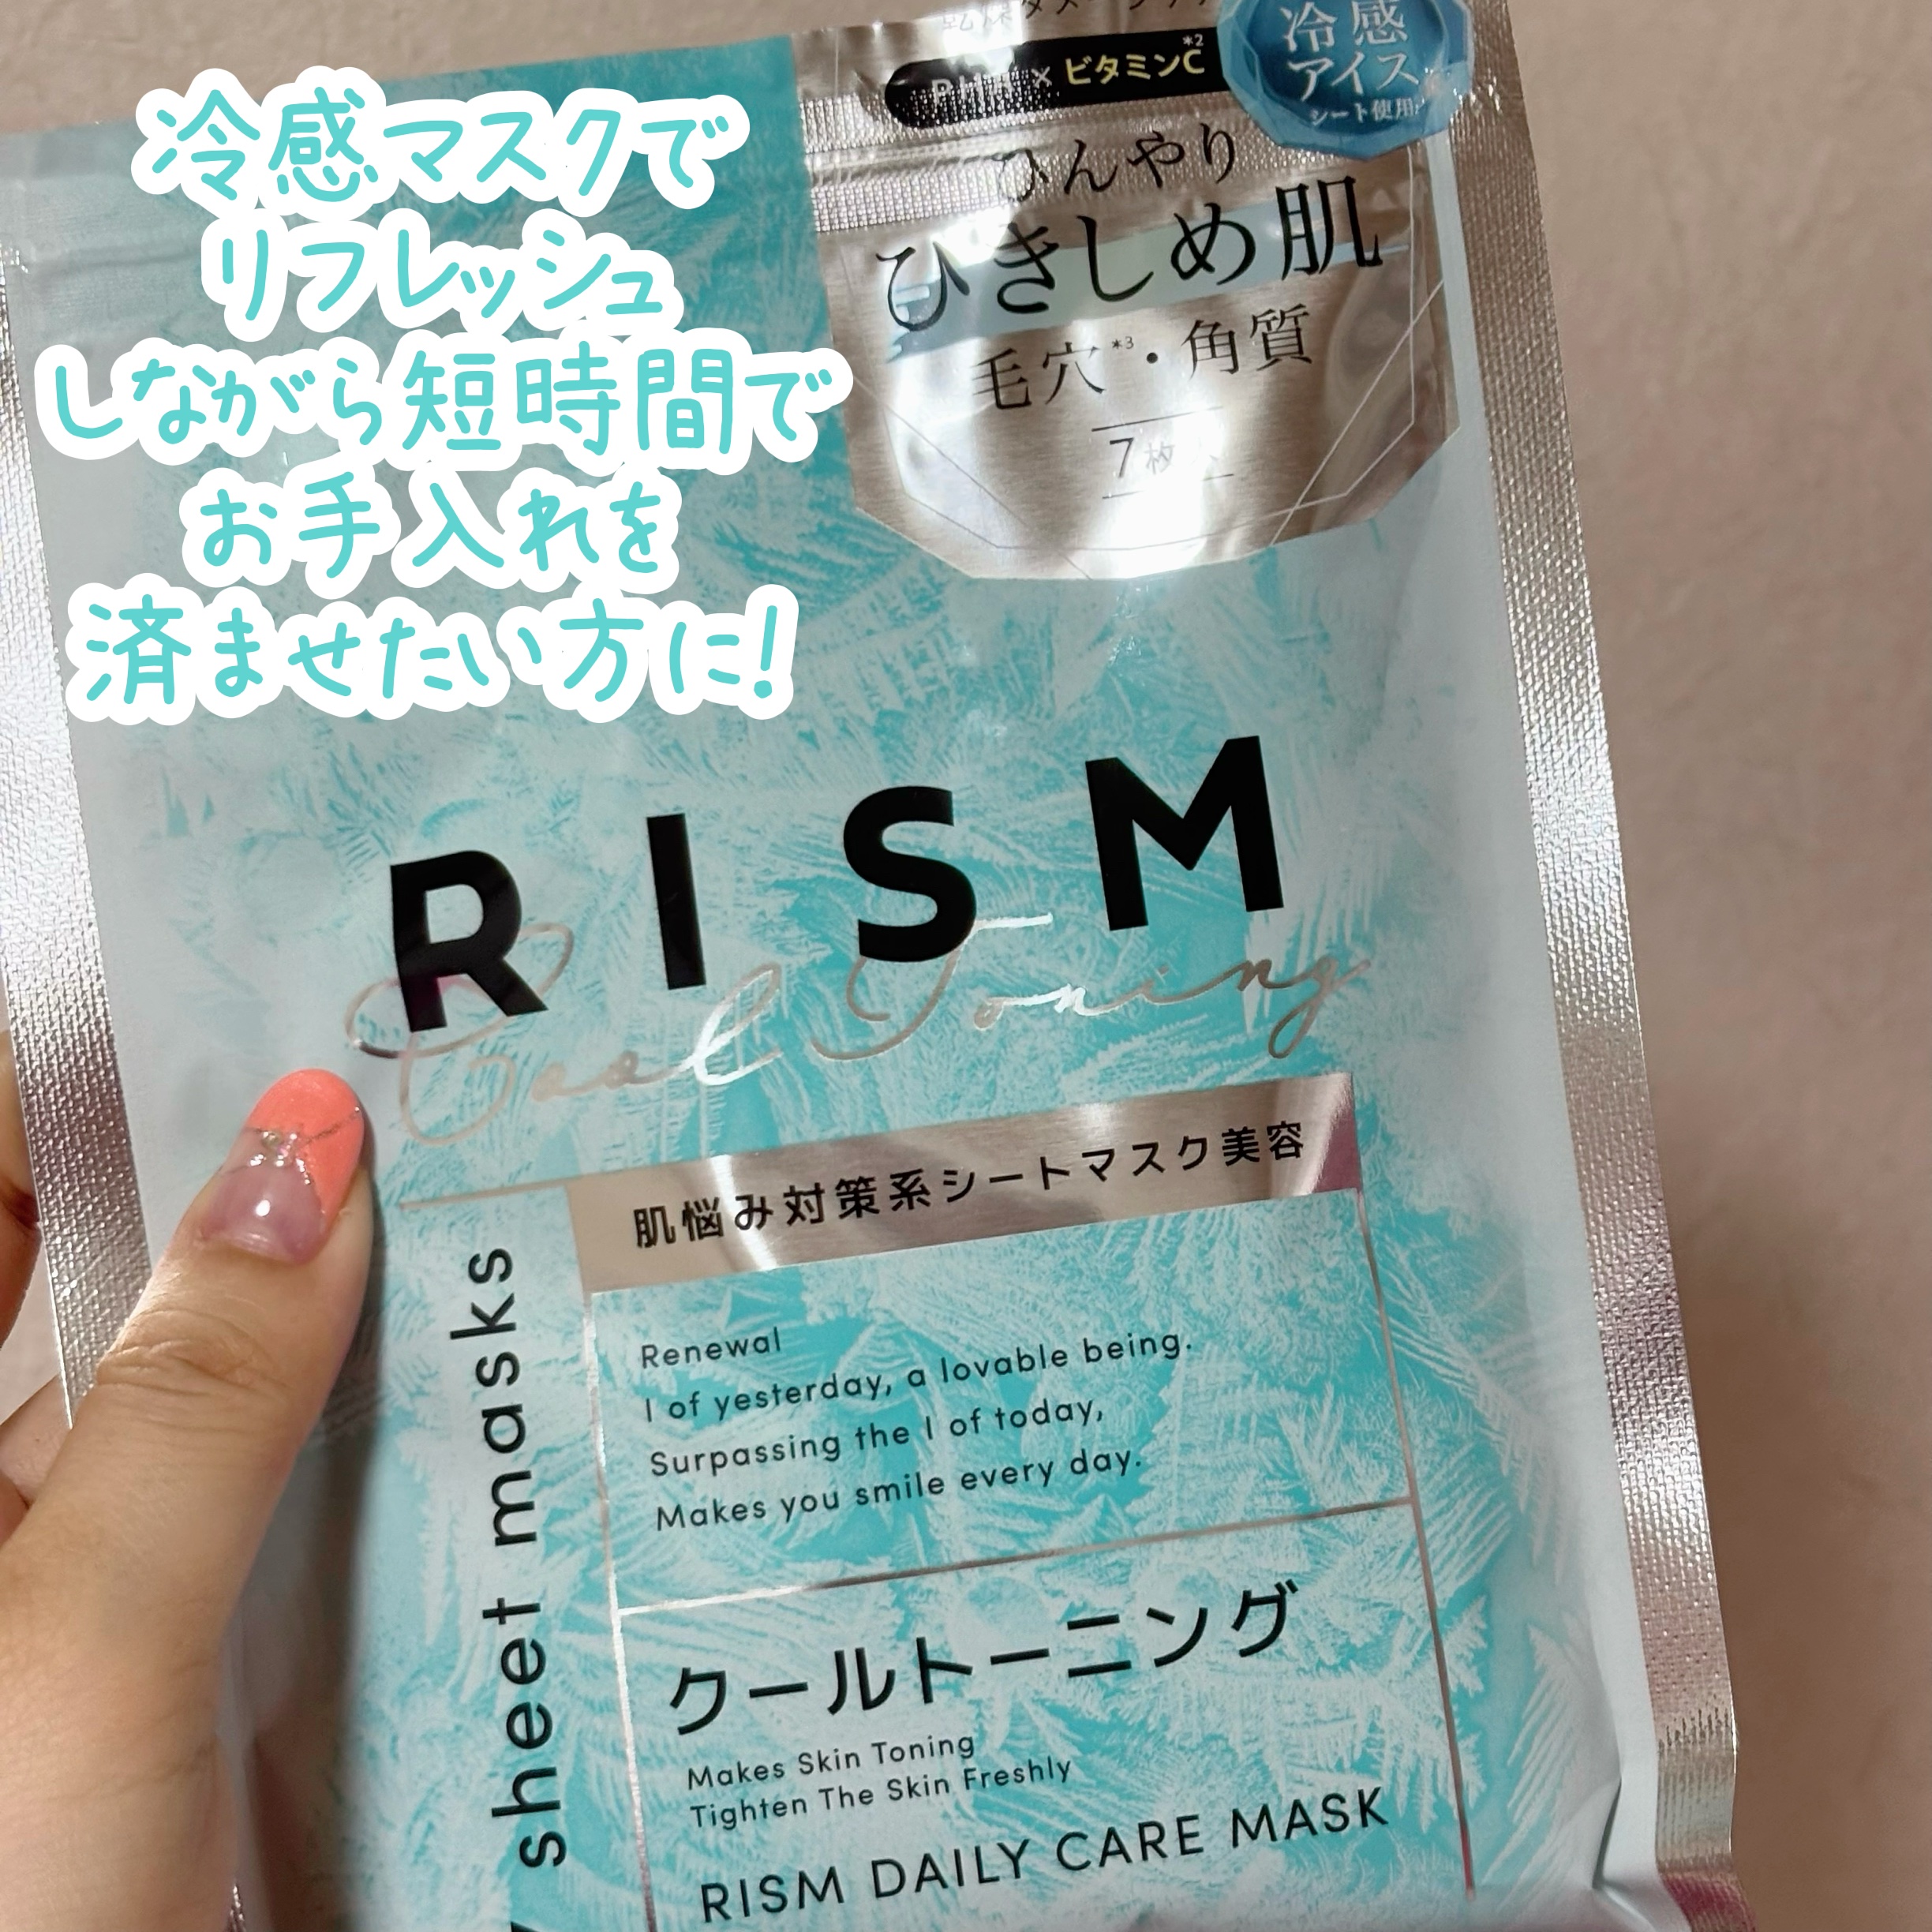 冷感マスクで
リフレッシュ
しながら短時間で
お手入れを
済ませたい方に!
× ビタミンC*2
冷感
アイス
シート使用
ひんやり
ひきしめ肌
毛穴*3・角質
7枚
RISM
Cool Toning
肌悩み対策系シートマスク美容
sheet masks
Renewal
I of yesterday, a lovable being.
Surpassing the I of today,
Makes you smile every day.
クールトーニング
Makes Skin Toning
Tighten The Skin Freshly
RISM DAILY CARE MASK